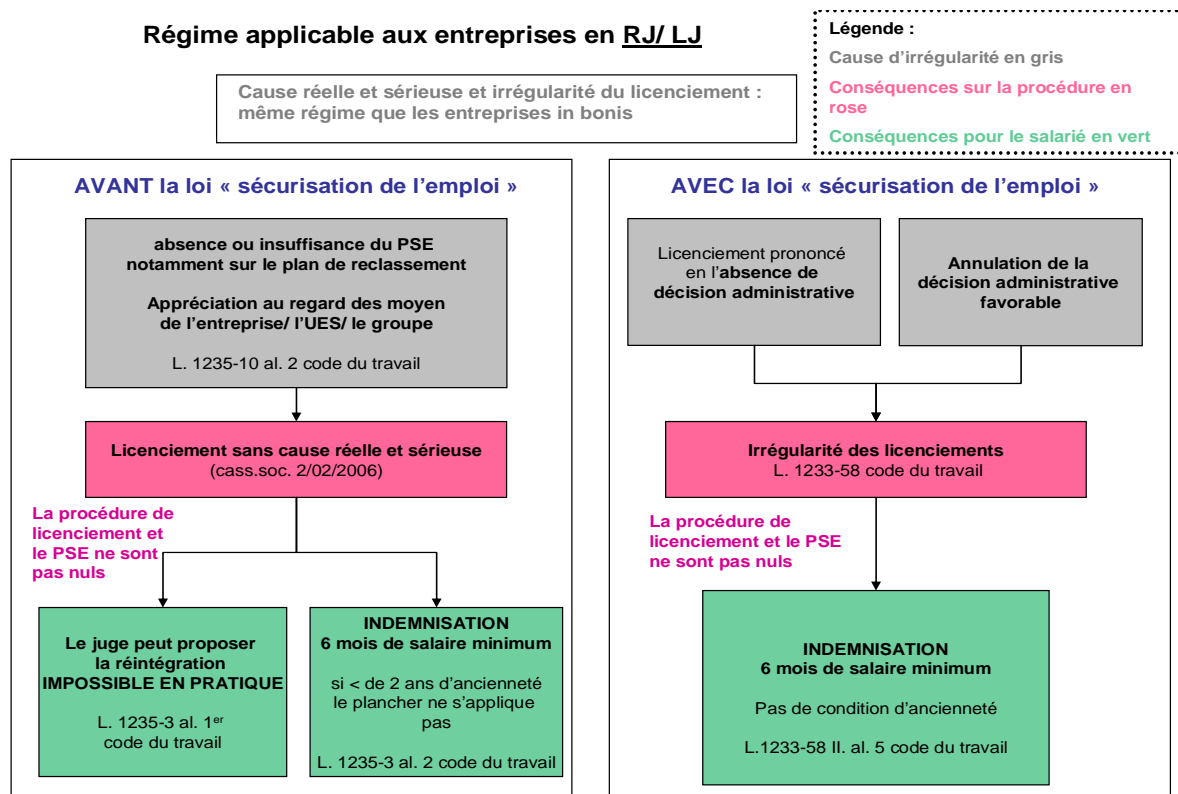 Régime applicable aux entreprises en RJ/ LJ
Légende :
Cause d'irrégularité en gris
Conséquences sur la procédure en
rose
Conséquences pour le salarié en vert
Cause réelle et sérieuse et irrégularité du licenciement :
même régime que les entreprises in bonis
AVANT la loi « sécurisation de l'emploi »
absence ou insuffisance du PSE
notamment sur le plan de reclassement
Appréciation au regard des moyen
de l'entreprise/ l'UES/ le groupe
L. 1235-10 al. 2 code du travail
Licenciement sans cause réelle et sérieuse
(cass.soc. 2/02/2006)
La procédure de
licenciement et
le PSE ne sont
pas nuls
Le juge peut proposer
la réintégration
IMPOSSIBLE EN PRATIQUE
L. 1235-3 al. 1er
code du travail
INDEMNISATION
6 mois de salaire minimum
si < de 2 ans d'ancienneté
le plancher ne s'applique
pas
L. 1235-3 al. 2 code du travail
AVEC la loi « sécurisation de l'emploi »
Licenciement prononcé
en l'absence de
décision administrative
Annulation de la
décision administrative
favorable
Irrégularité des licenciements
L. 1233-58 code du travail
La procédure de
licenciement et le PSE
ne sont pas nuls
INDEMNISATION
6 mois de salaire minimum
Pas de condition d'ancienneté
L.1233-58 II. al. 5 code du travail